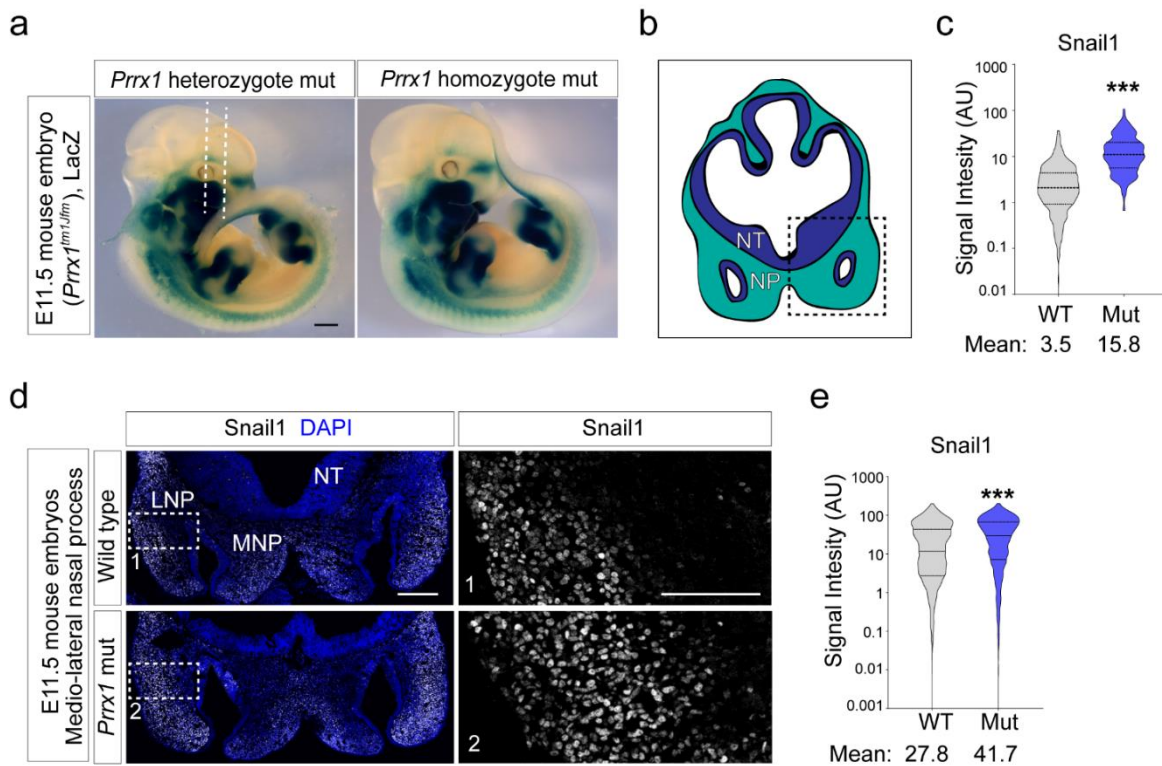 a
Prrx1 heterozygote mut
Prrx1 homozygote mut
E11.5 mouse embryo
(Prrx1tm1Jfm), LacZ
b
NT
NP
c
Snail1
Signal Intesity (AU)
1000
100
10
1
0.1
0.01
***
WT
Mut
Mean: 3.5 15.8
d
Snail1 DAPI
Snail1
E11.5 mouse embryos
Medio-lateral nasal process
Wild type
LNP
NT
MNP
1
1
Prrx1 mut
2
2
e
Snail1
Signal Intesity (AU)
1000
100
10
1
0.1
0.01
0.001
***
WT
Mut
Mean: 27.8 41.7